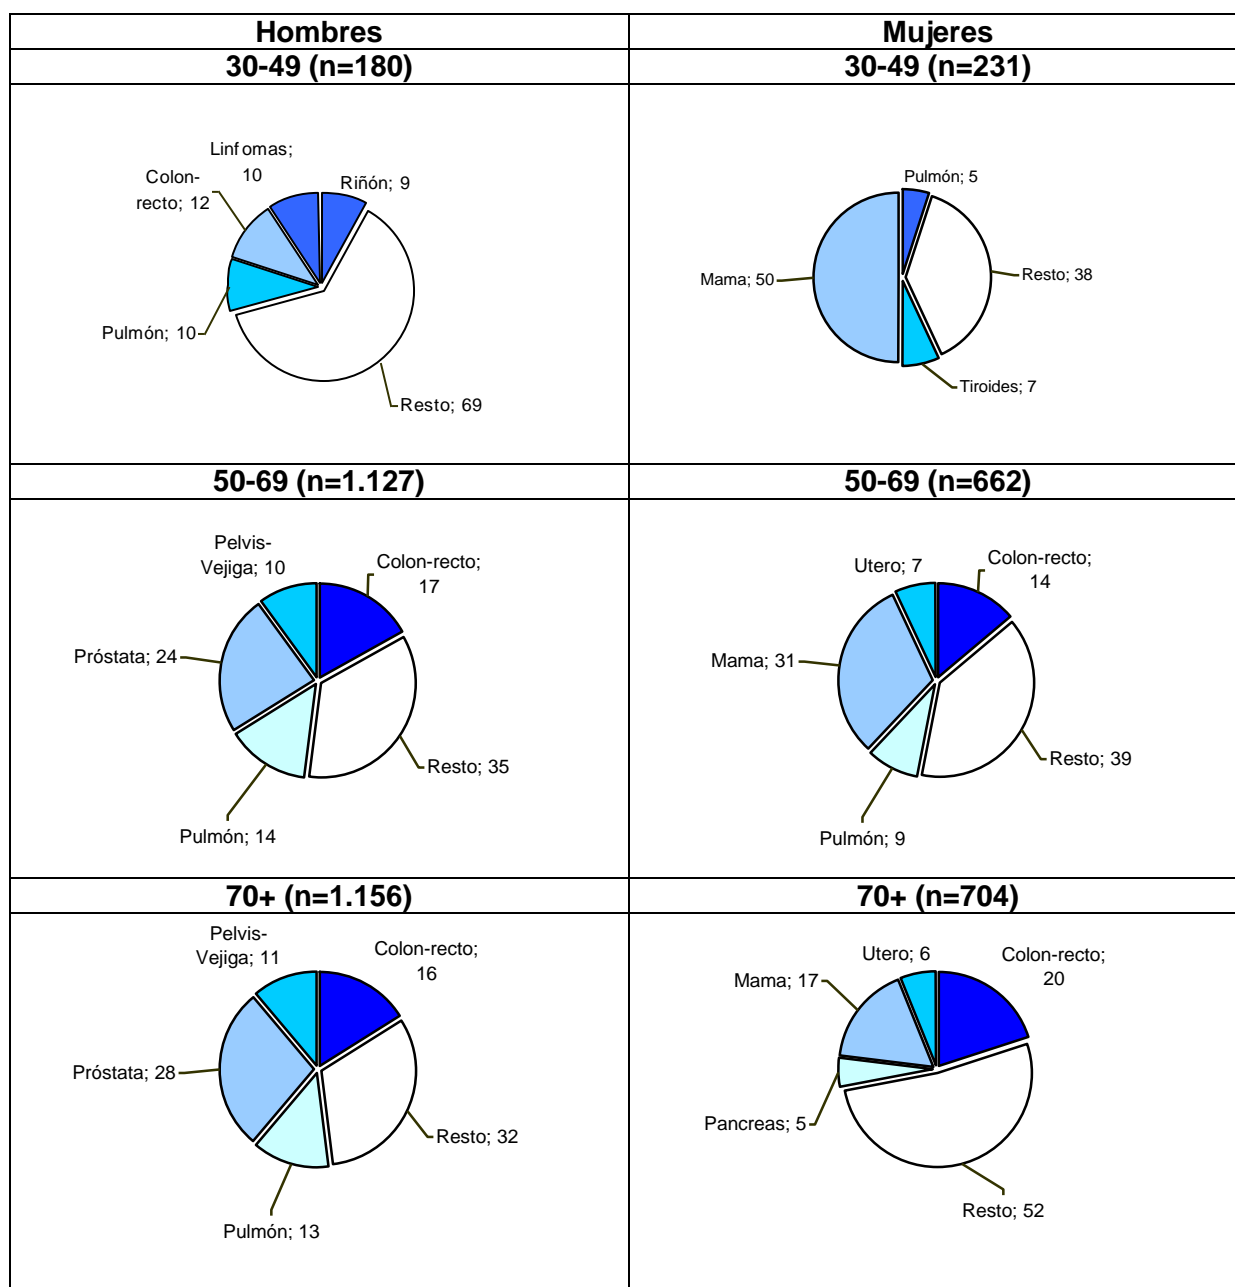 Hombres
Mujeres
30-49 (n=180)
30-49 (n=231)
Linfomas;
10
Riñón; 9
Colon-
recto; 12
Pulmón; 10
Resto; 69
Pulmón; 5
Mama; 50
Resto; 38
Tiroides; 7
50-69 (n=1.127)
50-69 (n=662)
Pelvis-
Vejiga; 10
Colon-recto;
17
Próstata; 24
Resto; 35
Pulmón; 14
Utero; 7
Colon-recto;
14
Mama; 31
Resto; 39
Pulmón; 9
70+ (n=1.156)
70+ (n=704)
Pelvis-
Vejiga; 11
Colon-recto;
16
Próstata; 28
Resto; 32
Pulmón; 13
Utero; 6
Colon-recto;
20
Mama; 17
Pancreas; 5
Resto; 52